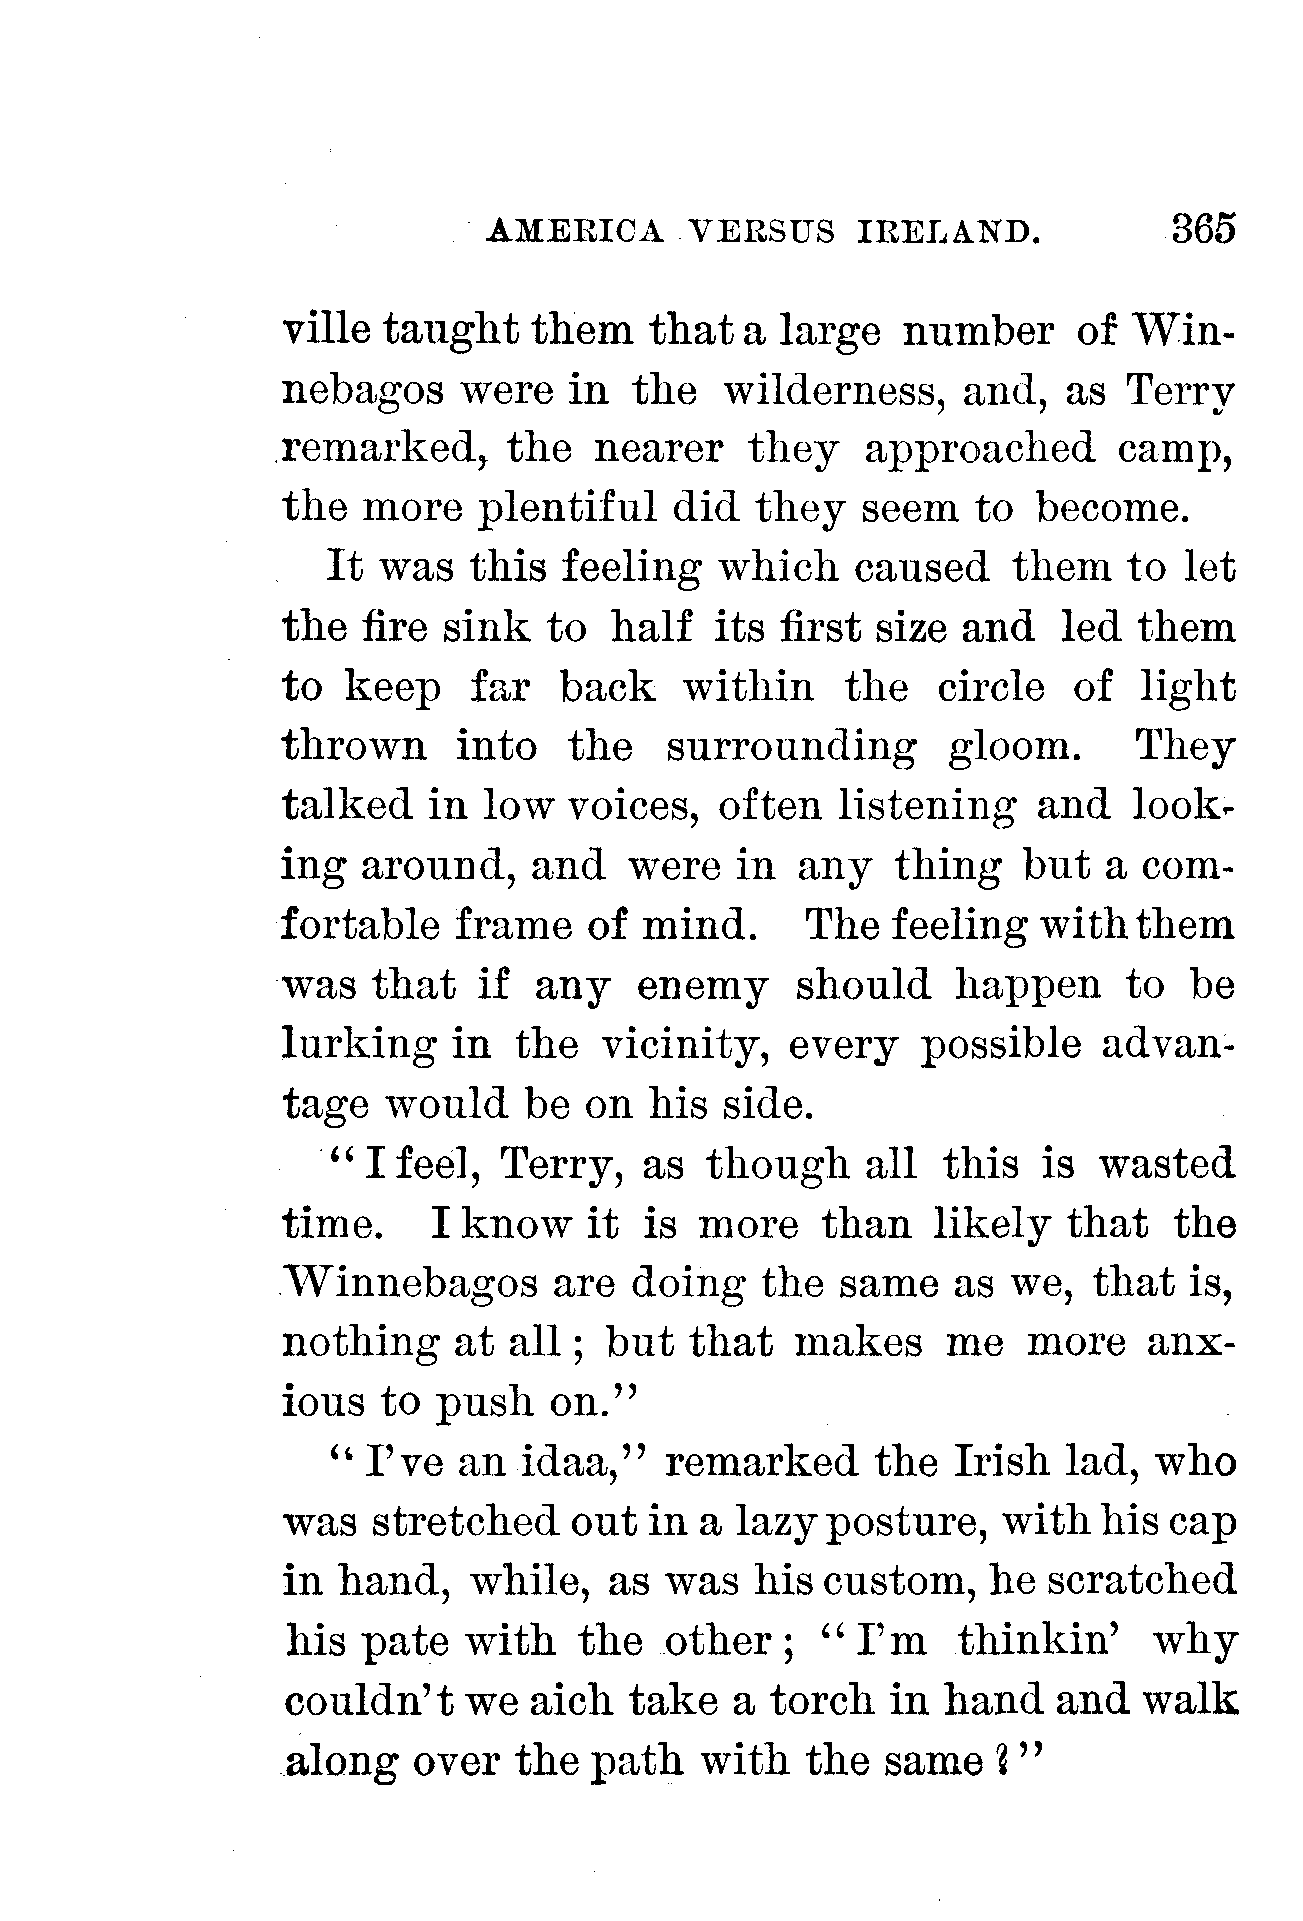 AMERICA VERSUS IRELAND. 365
ville taught them that a large number of Win-
nebagos were in the wilderness, and, as Terry
remarked, the nearer they approached camp,
the more plentiful did they seem to become.
It was this feeling which caused them to let
the fire sink to half its first size and led them
to keep far back within the circle of light
thrown into the surrounding gloom. They
talked in low voices, often listening and look-
ing around, and were in any thing but a com-
fortable frame of mind. The feeling with them
was that if any enemy should happen to be
lurking in the vicinity, every possible advan-
tage would be on his side.
“I feel, Terry, as though all this is wasted
time. I know it is more than likely that the
Winnebagos are doing the same as we, that is,
nothing at all; but that makes me more anx-
ious to push on.”
“I’ve an idaa,” remarked the Irish lad, who
was stretched out in a lazy posture, with his cap
in hand, while, as was his custom, he scratched
his pate with the other; “I’m thinkin’ why
couldn’t we aich take a torch in hand and walk
along over the path with the same?”